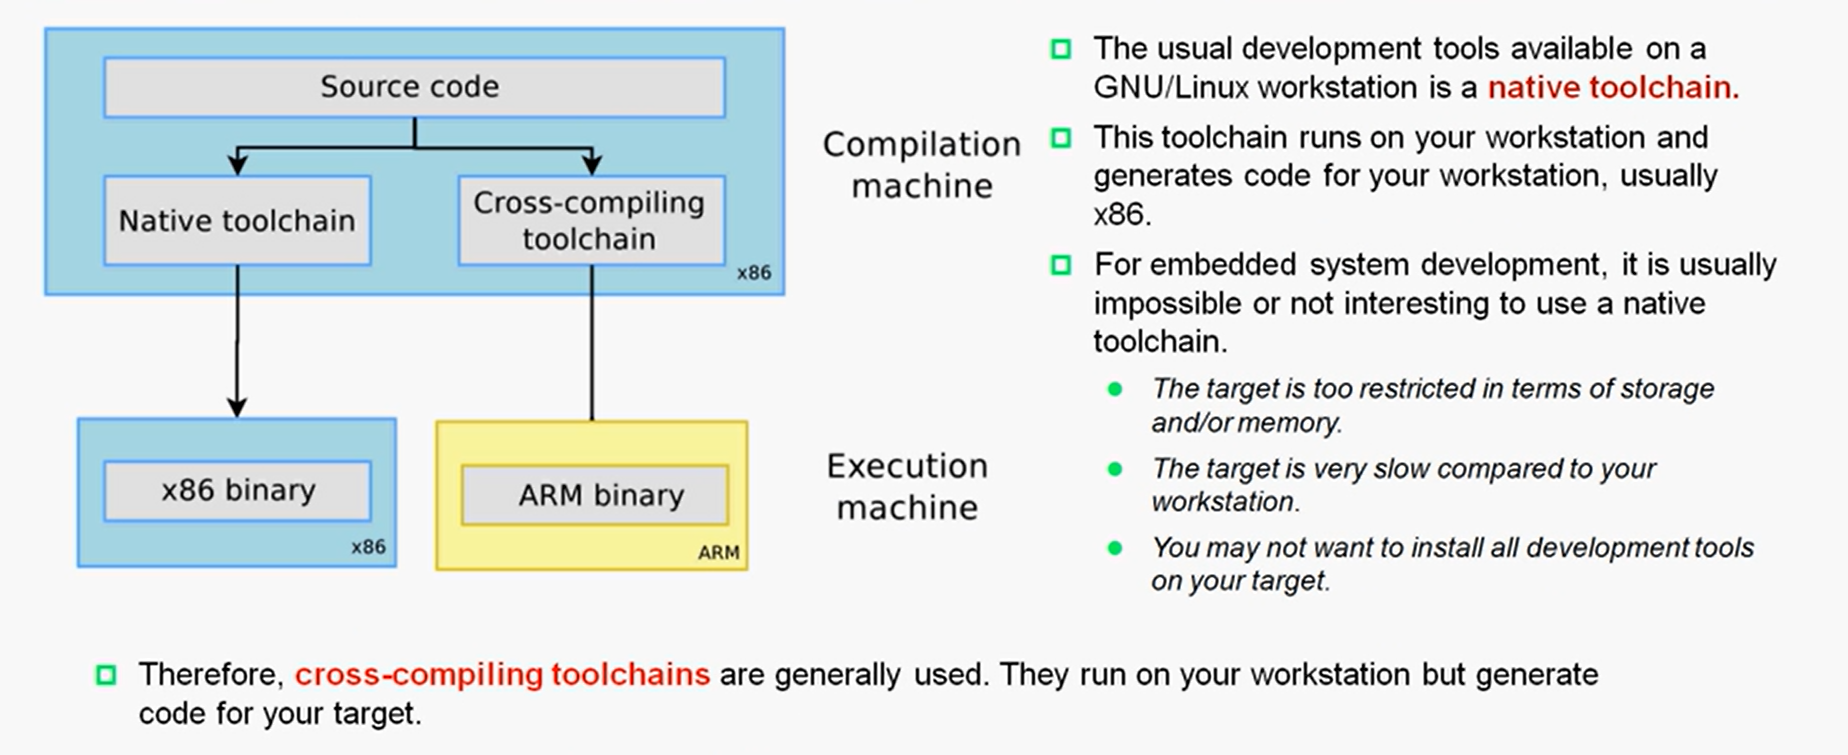 Source code
Native toolchain
Cross-compiling
toolchain
x86
Compilation
machine
x86 binary
x86
ARM binary
ARM
Execution
machine
The usual development tools available on a
GNU/Linux workstation is a native toolchain.
This toolchain runs on your workstation and
generates code for your workstation, usually
x86.
For embedded system development, it is usually
impossible or not interesting to use a native
toolchain.
The target is too restricted in terms of storage
and/or memory.
The target is very slow compared to your
workstation.
You may not want to install all development tools
on your target.
Therefore, cross-compiling toolchains are generally used. They run on your workstation but generate
code for your target.